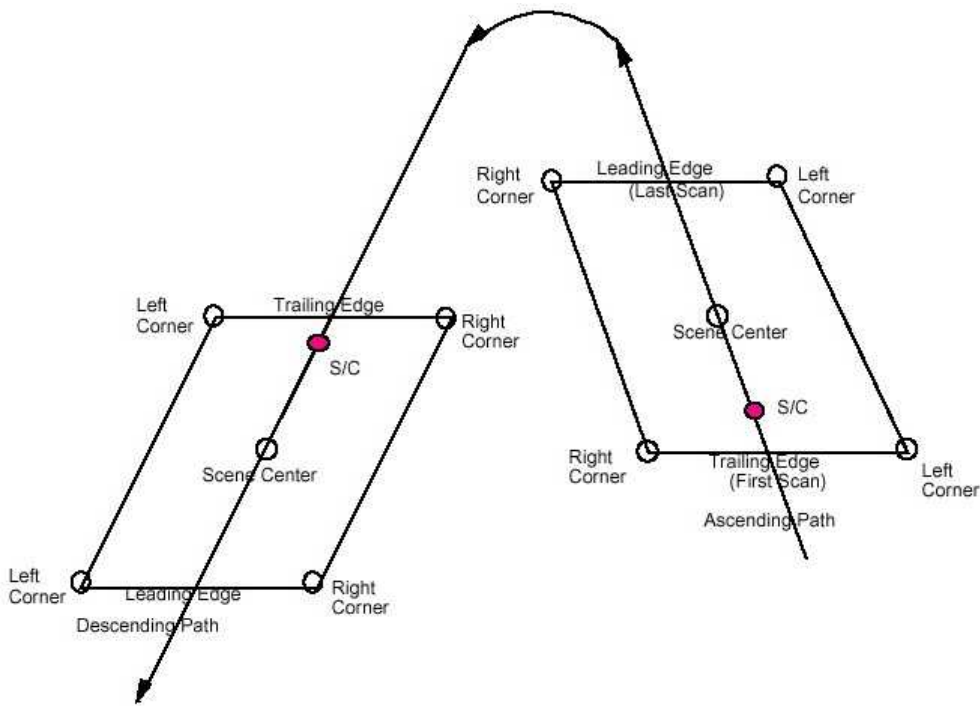 Right
Corner
Leading Edge
(Last Scan)
Left
Corner
Scene Center
S/C
Right
Corner
Trailing Edge
(First Scan)
Left
Corner
Ascending Path
Left
Corner
Trailing Edge
Right
Corner
S/C
Scene Center
Left
Corner
Leading Edge
Right
Corner
Descending Path